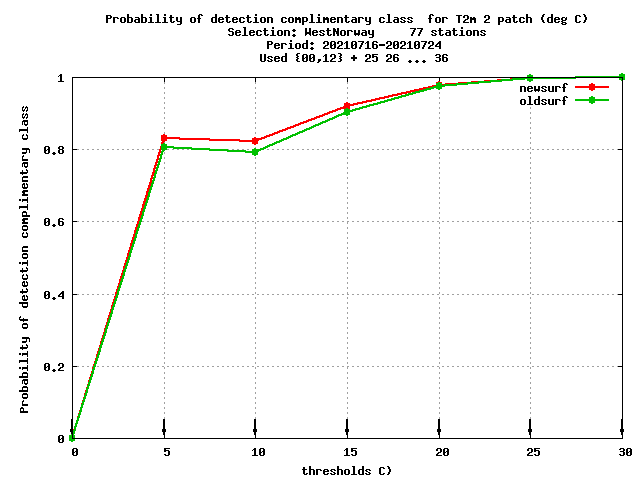 Probability of detection complimentary class  for T2m 2 patch (deg C)
Selection: WestNorway     77 stations
Period: 20210716-20210724
Used {00,12} + 25 26 ... 36
Probability of detection complimentary class
1
0.8
0.6
0.4
0.2
0
newsurf
oldsurf
0 5 10 15 20 25 30
thresholds C)